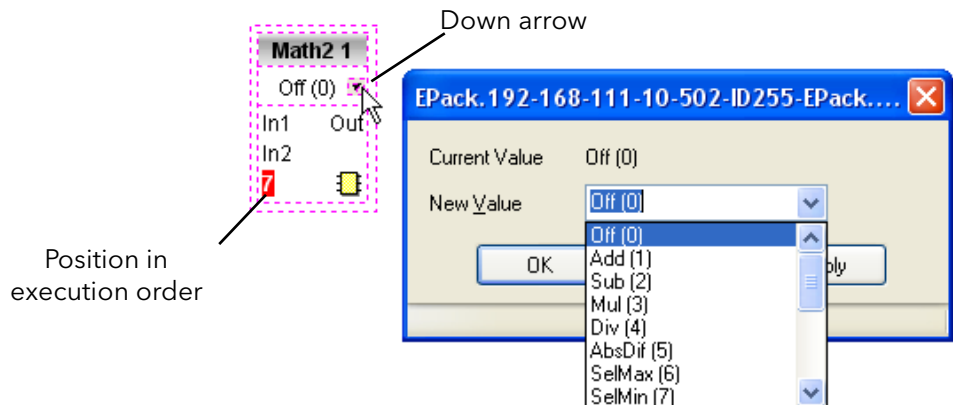 Down arrow
Math2 1
Off (0)
In1 Out
In2
7
Position in
execution order
EPack.192-168-111-10-502-ID255-EPack....
Current Value Off (0)
New Value Off (0)
Off (0)
Add (1)
Sub (2)
Mul (3)
Div (4)
AbsDif (5)
SelMax (6)
SelMin (7)
OK